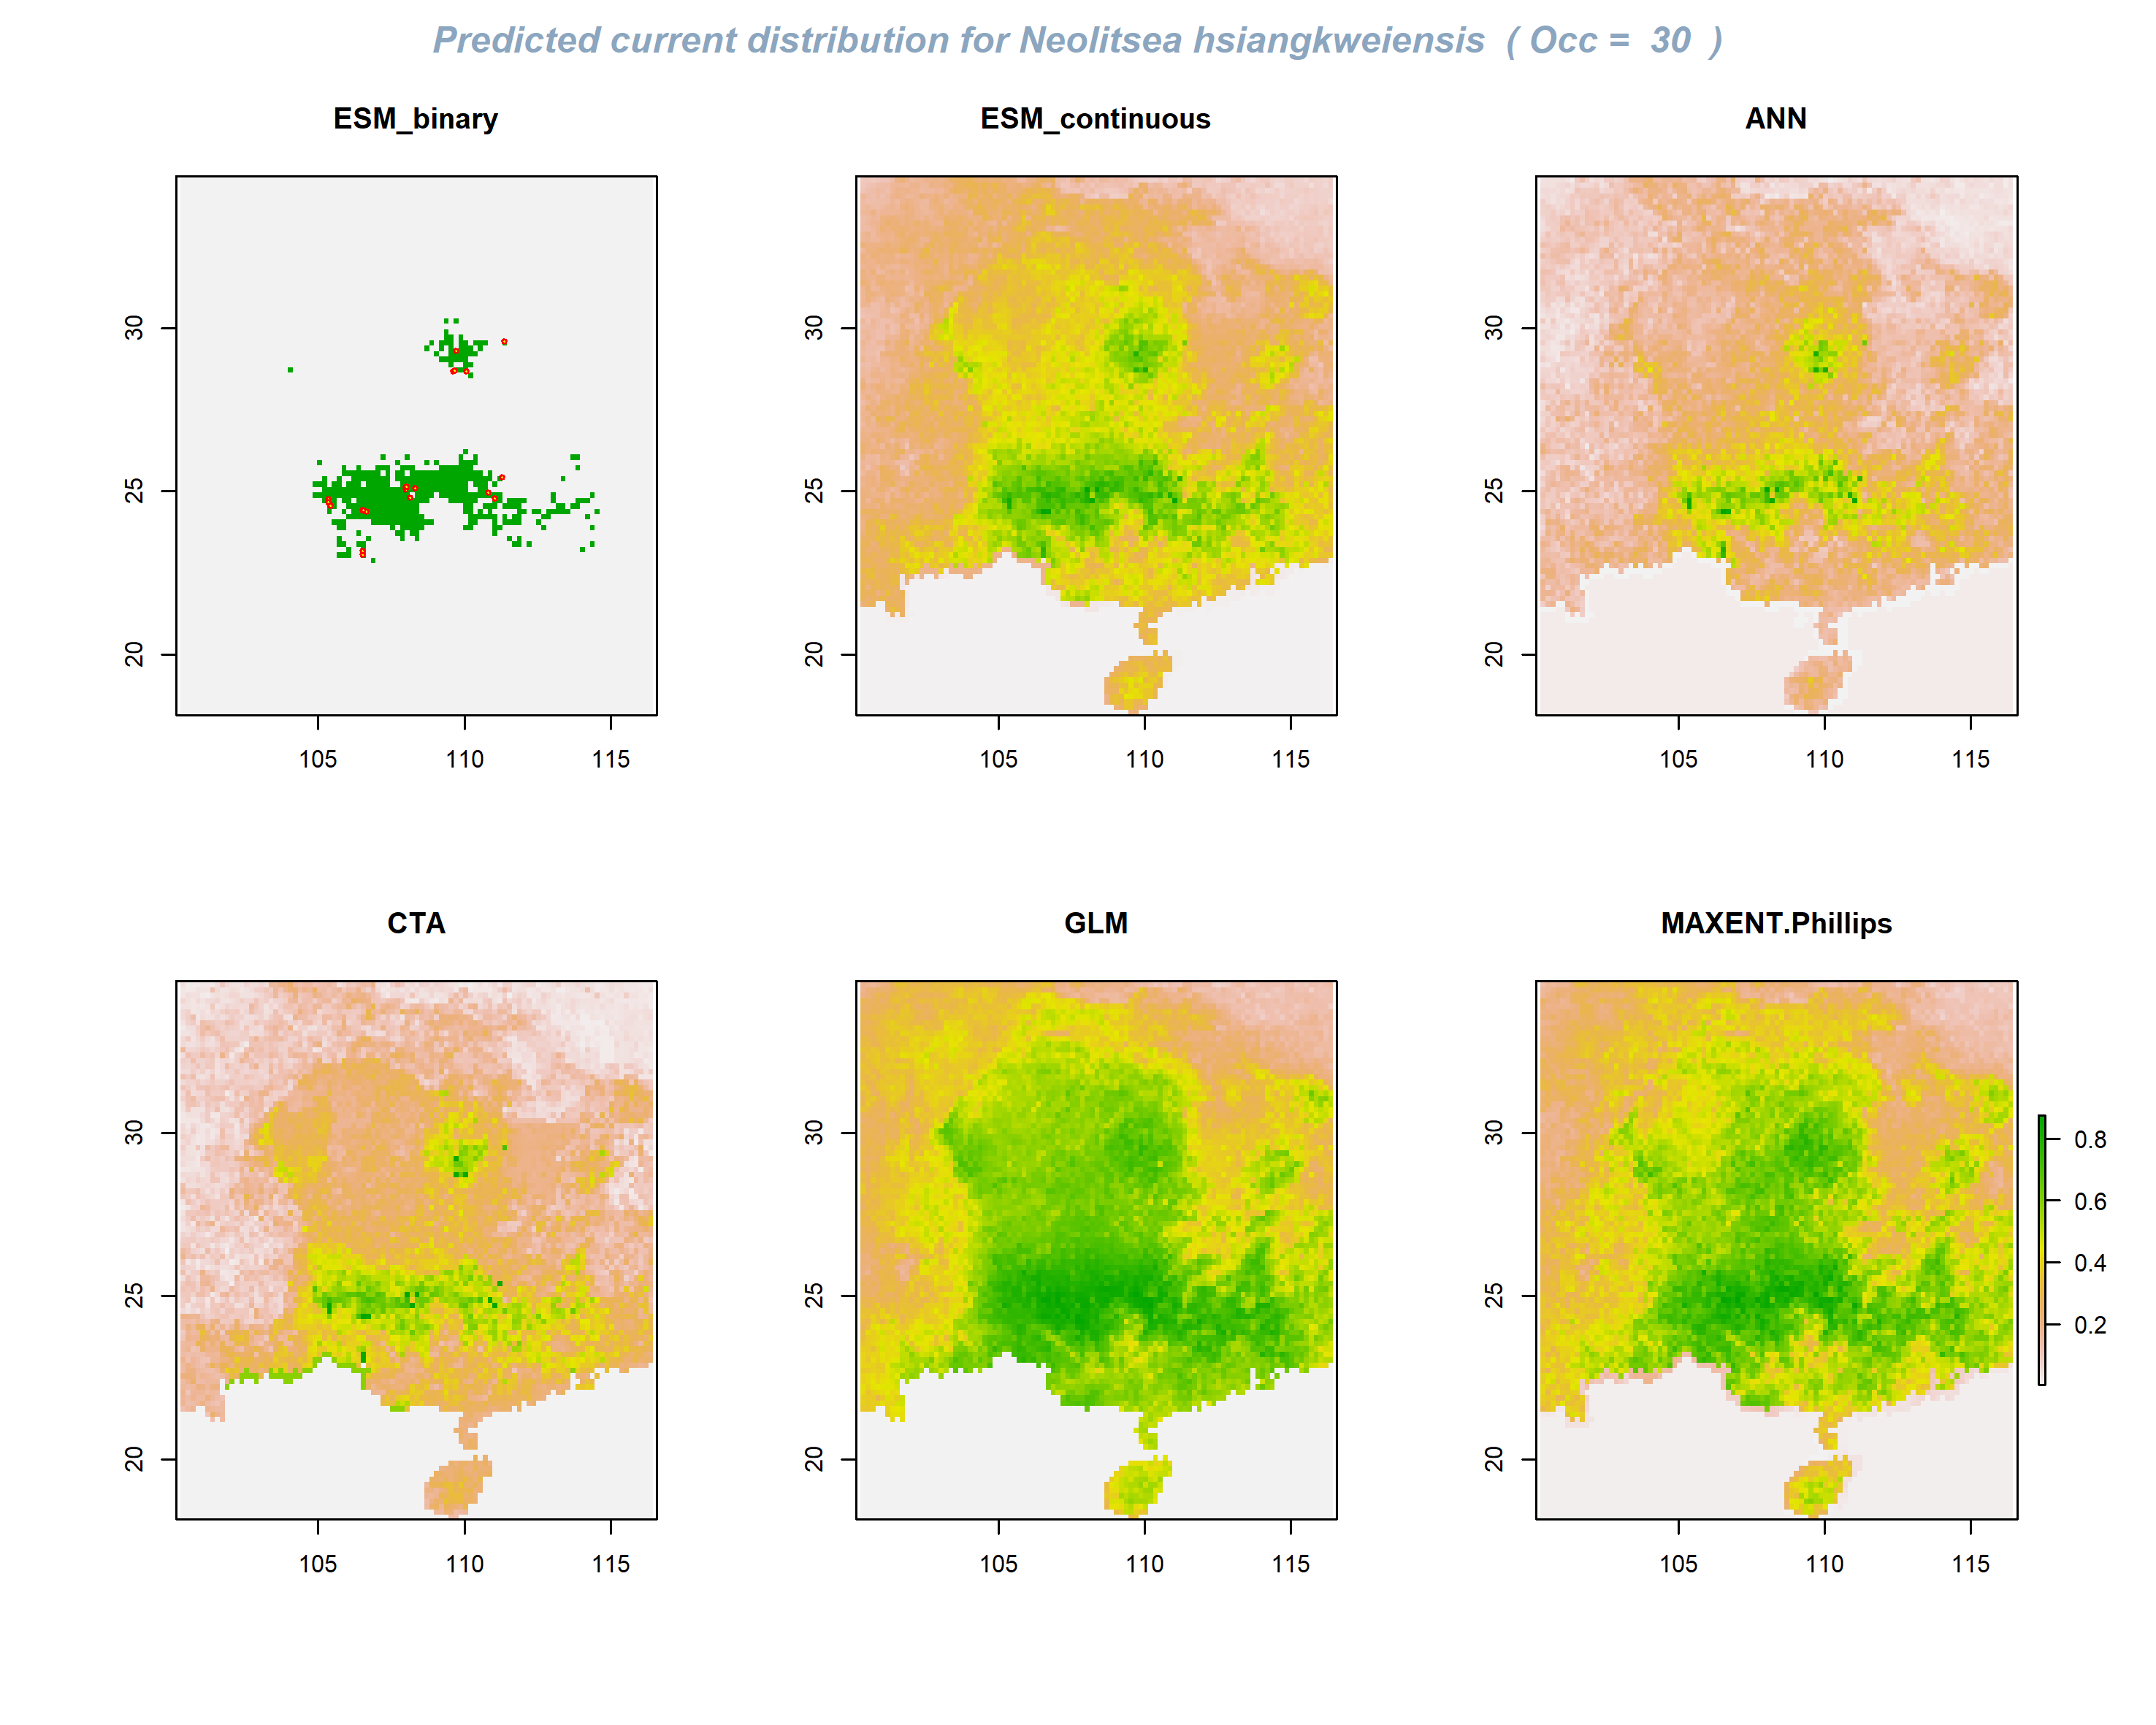 Predicted current distribution for Neolitsea hsiangkweiensis ( Occ = 30 )
ESM_binary
ESM_continuous
ANN
30
25
20
105 110 115
30
25
20
105 110 115
30
25
20
105 110 115
CTA
GLM
MAXENT.Phillips
30
25
20
105 110 115
30
25
20
105 110 115
30
25
20
105 110 115
0.8
0.6
0.4
0.2